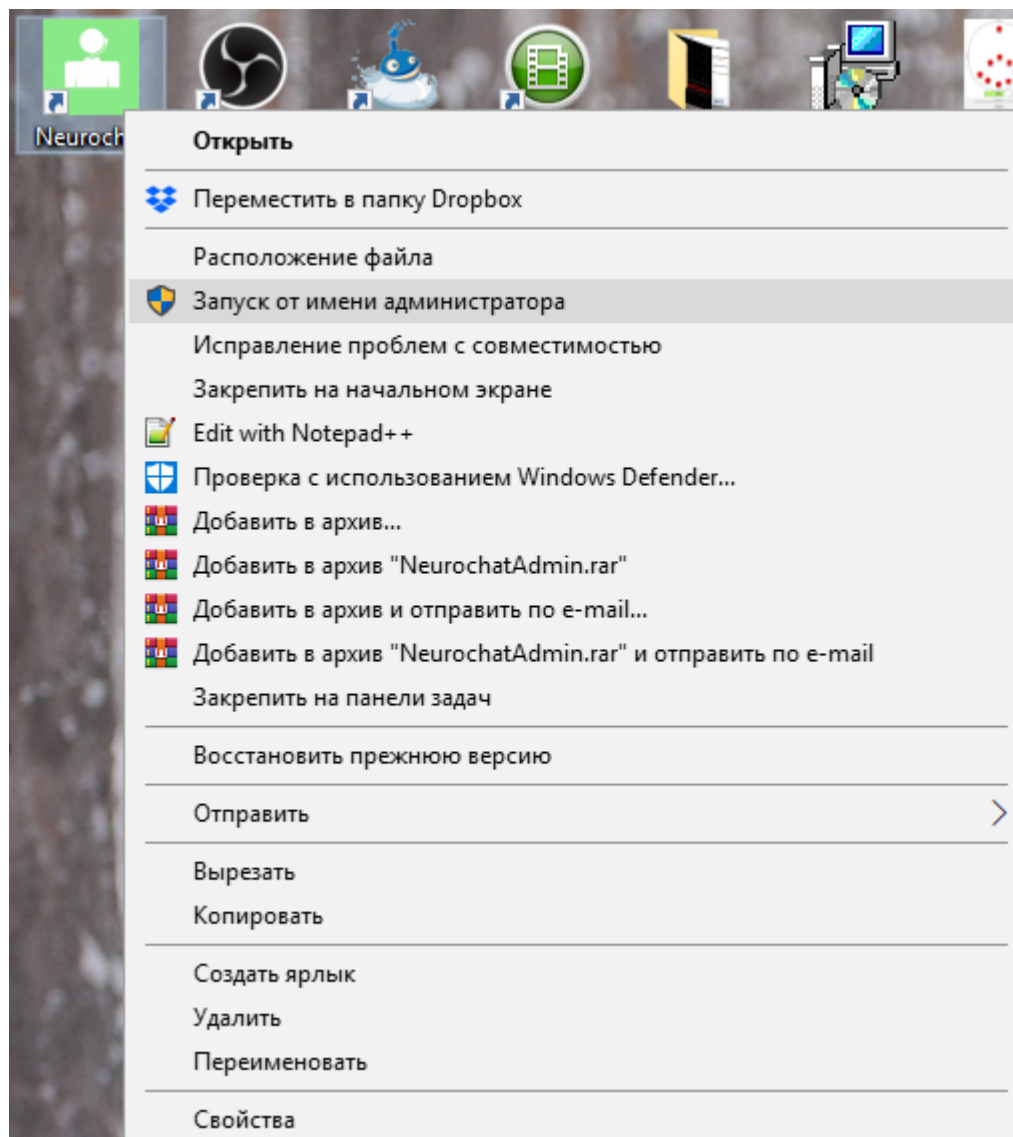 Neuroch
Открыть
Переместить в папку Dropbox
Расположение файла
Запуск от имени администратора
Исправление проблем с совместимостью
Закрепить на начальном экране
Edit with Notepad++
Проверка с использованием Windows Defender...
Добавить в архив...
Добавить в архив "NeurochatAdmin.rar"
Добавить в архив и отправить по e-mail...
Добавить в архив "NeurochatAdmin.rar" и отправить по e-mail
Закрепить на панели задач
Восстановить прежнюю версию
Отправить
Вырезать
Копировать
Создать ярлык
Удалить
Переименовать
Свойства